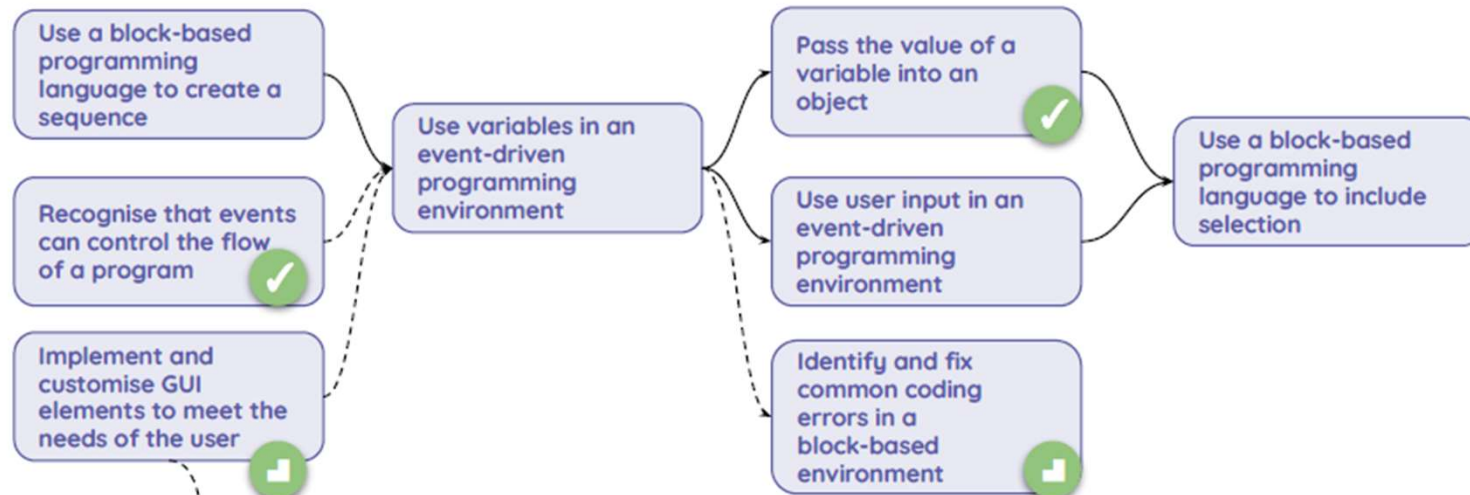 Use a block-based
programming
language to create a
sequence
Recognise that events
can control the flow
of a program
Implement and
customise GUI
elements to meet the
needs of the user
Use variables in an
event-driven
programming
environment
Pass the value of a
variable into an
object
Use user input in an
event-driven
programming
environment
Identify and fix
common coding
errors in a
block-based
environment
Use a block-based
programming
language to include
selection